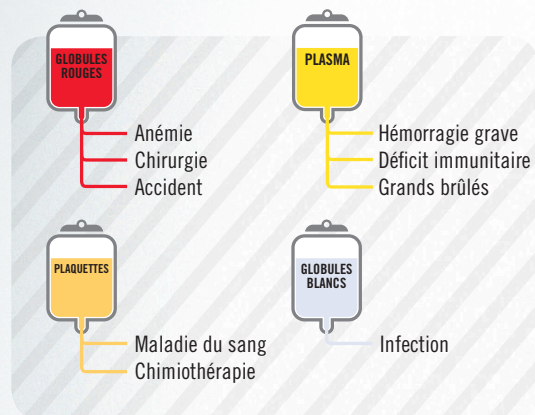 GLOBULES
ROUGES
Anémie
Chirurgie
Accident
PLASMA
Hémorragie grave
Déficit immunitaire
Grands brûlés
PLAQUETTES
Maladie du sang
Chimiothérapie
GLOBULES
BLANCS
Infection